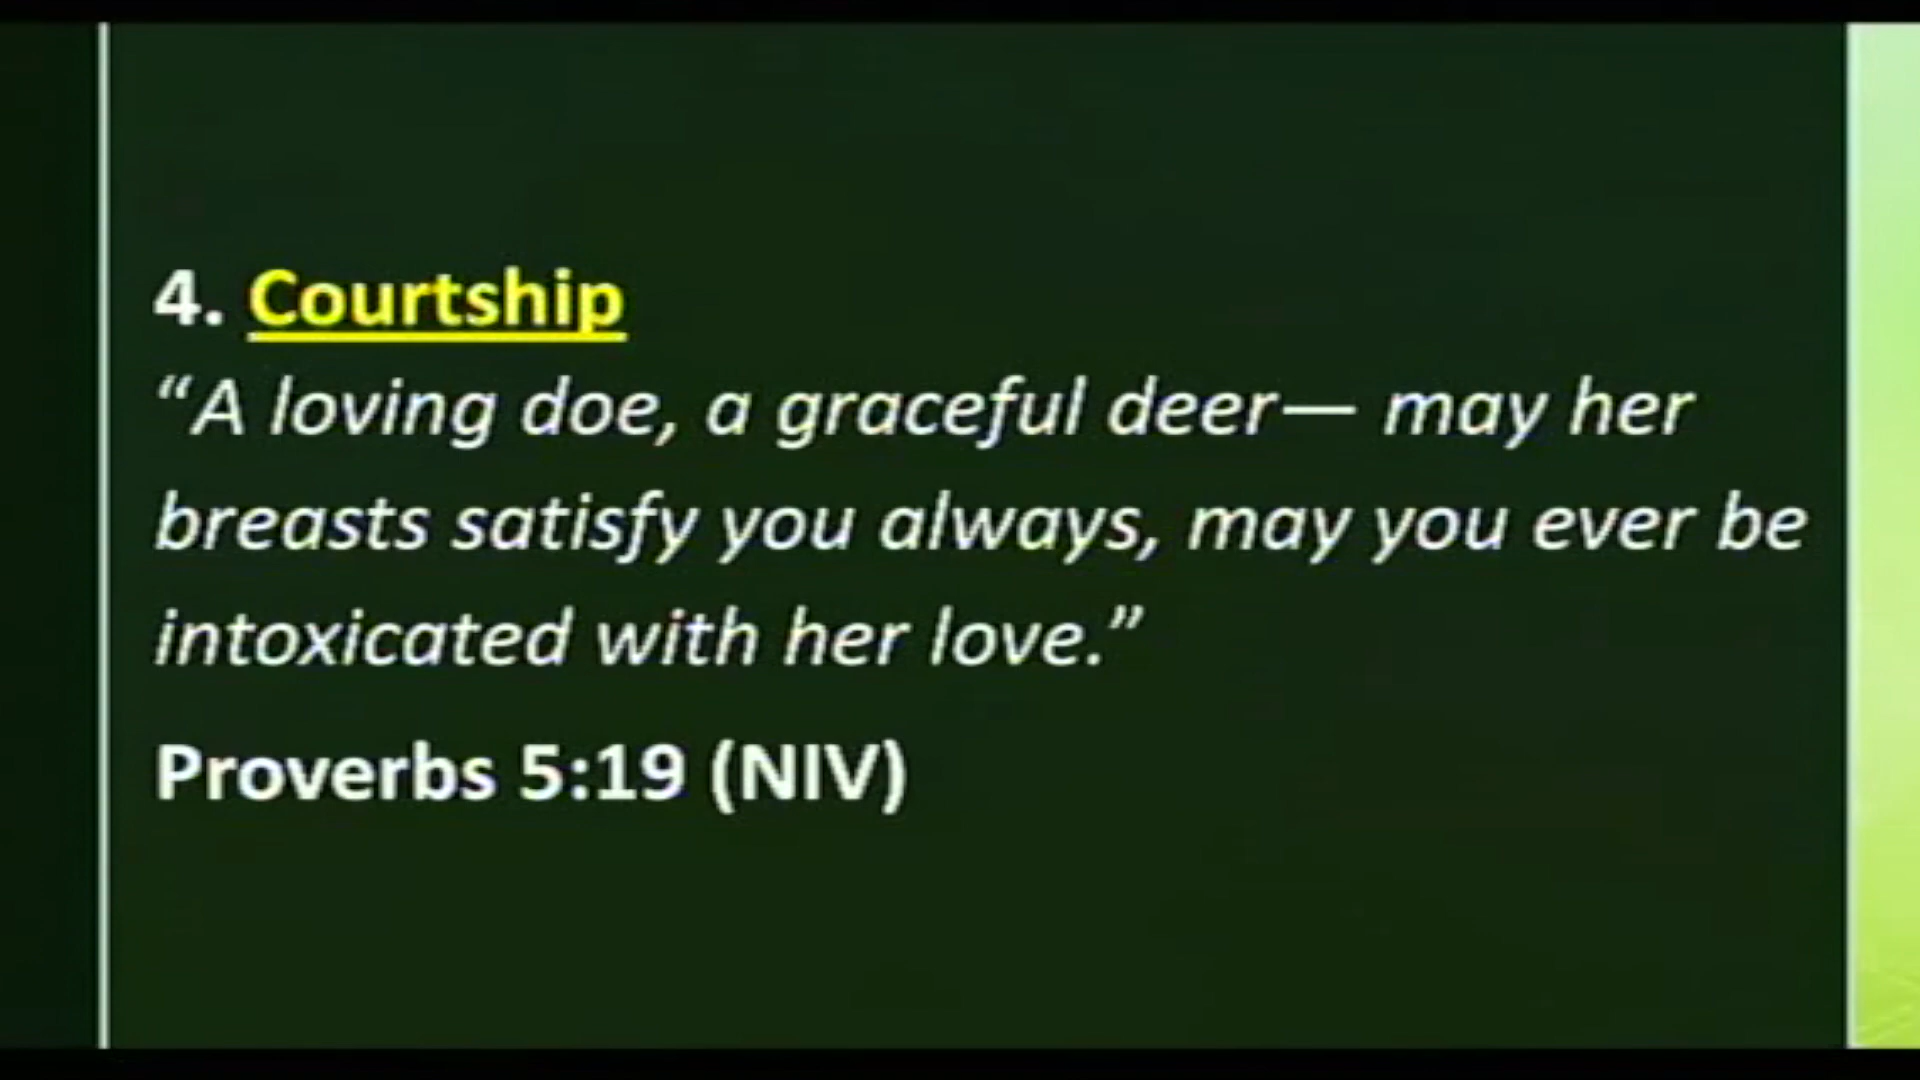 4. Courtship
“A loving doe, a graceful deer— may her
breasts satisfy you always, may you ever be
intoxicated with her love.”
Proverbs 5:19 (NIV)